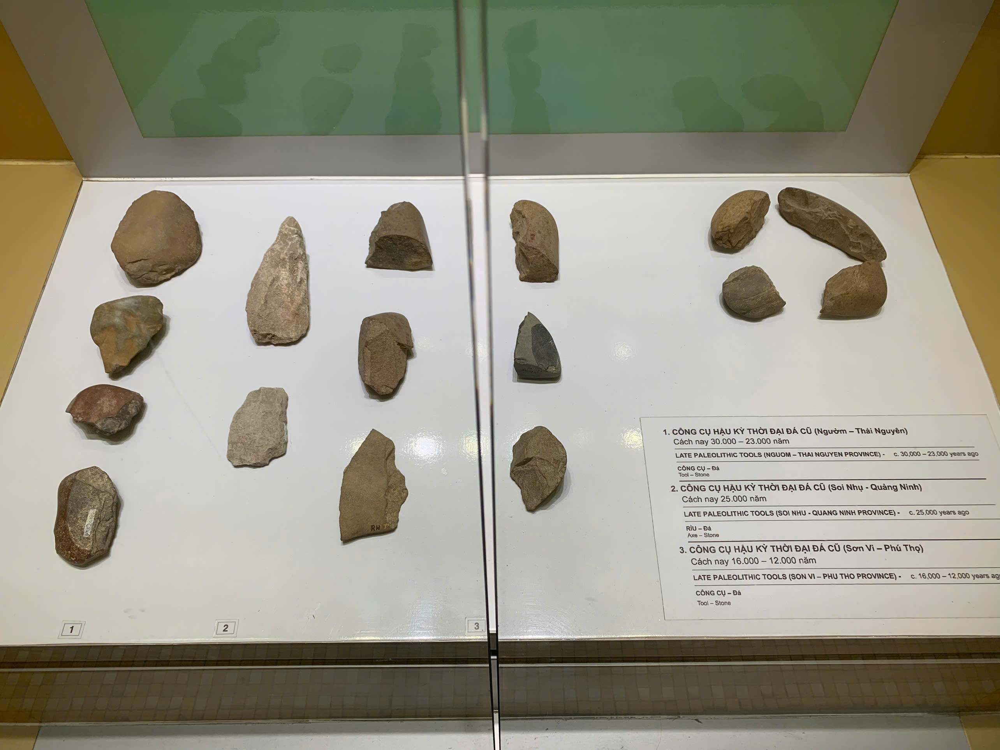 RN
RN
1. CÔNG CỤ HẬU KỲ THỜI ĐẠI ĐÁ CŨ (Ngườm – Thái Nguyên)
Cách nay 30.000 – 23.000 năm
LATE PALEOLITHIC TOOLS (NGUOM – THAI NGUYEN PROVINCE) - c. 30,000 – 23,000 years ago
CÔNG CỤ – Đá
Tool – Stone
2. CÔNG CỤ HẬU KỲ THỜI ĐẠI ĐÁ CŨ (Soi Nhụ - Quảng Ninh)
Cách nay 25.000 năm
LATE PALEOLITHIC TOOLS (SOI NHU - QUANG NINH PROVINCE) - c. 25,000 years ago
RÌU – Đá
Axe – Stone
3. CÔNG CỤ HẬU KỲ THỜI ĐẠI ĐÁ CŨ (Sơn Vi – Phú Thọ)
Cách nay 16.000 – 12.000 năm
LATE PALEOLITHIC TOOLS (SON VI – PHU THO PROVINCE) - c. 16,000 – 12,000 years ag
CÔNG CỤ – Đá
Tool – Stone
1
2
3